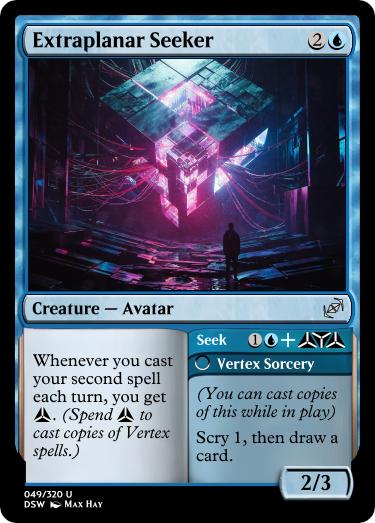 Extraplanar Seeker 2
Creature — Avatar
Whenever you cast
your second spell
each turn, you get
. (Spend to
cast copies of Vertex
spells.)
Seek 1 +
Vertex Sorcery
(You can cast copies
of this while in play)
Scry 1, then draw a
card.
2/3
049/320 U
DSW Max Hay